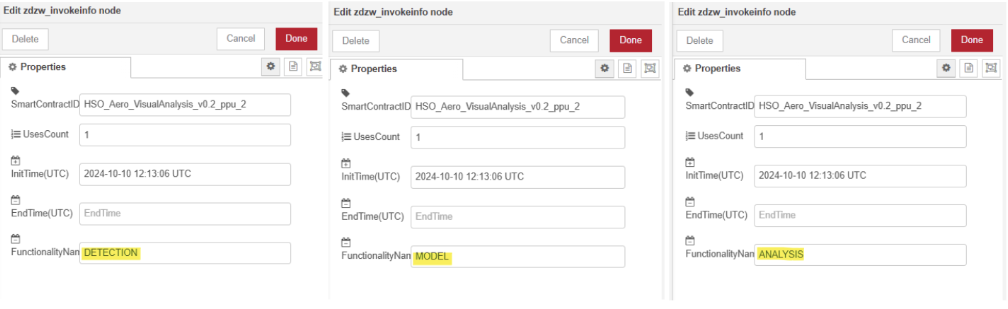 Edit zdzw_invokeinfo node
Delete
Cancel
Done
Properties
SmartContractID HSO_Aero_VisualAnalysis_v0.2_ppu_2
UsesCount 1
InitTime(UTC) 2024-10-10 12:13:06 UTC
EndTime(UTC) EndTime
FunctionalityNan DETECTION
Edit zdzw_invokeinfo node
Delete
Cancel
Done
Properties
SmartContractID HSO_Aero_VisualAnalysis_v0.2_ppu_2
UsesCount 1
InitTime(UTC) 2024-10-10 12:13:06 UTC
EndTime(UTC) EndTime
FunctionalityNan MODEL
Edit zdzw_invokeinfo node
Delete
Cancel
Done
Properties
SmartContractID HSO_Aero_VisualAnalysis_v0.2_ppu_2
UsesCount 1
InitTime(UTC) 2024-10-10 12:13:06 UTC
EndTime(UTC) EndTime
FunctionalityNan ANALYSIS